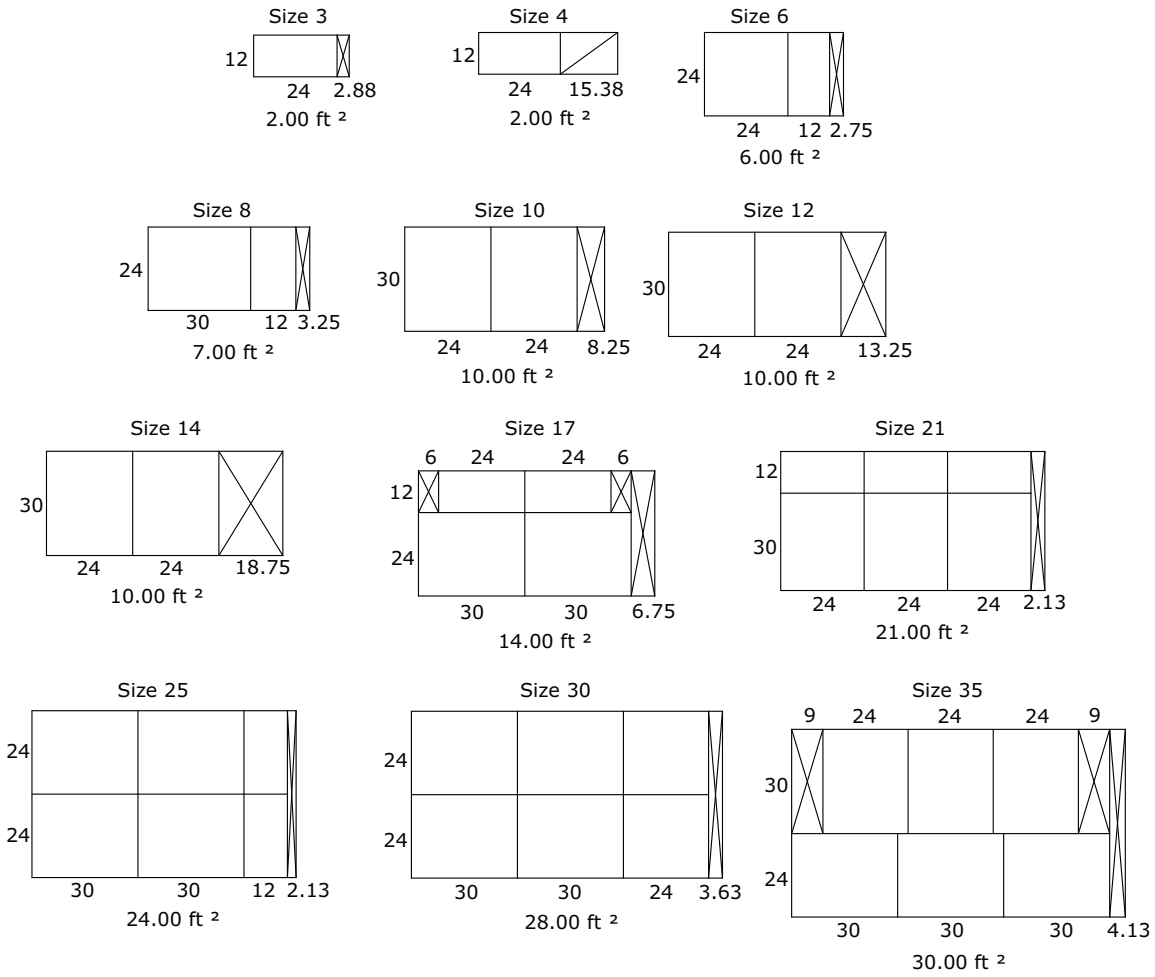 Size 3
12
24 2.88
2.00 ft ²
Size 4
12
24 15.38
2.00 ft ²
Size 6
24
24 12 2.75
6.00 ft ²
Size 8
24
30 12 3.25
7.00 ft ²
Size 10
30
24 24 8.25
10.00 ft ²
Size 12
30
24 24 13.25
10.00 ft ²
Size 14
30
24 24 18.75
10.00 ft ²
Size 17
6 24 24 6
12
24
30 30 6.75
14.00 ft ²
Size 21
12
30
24 24 24 2.13
21.00 ft ²
Size 25
24
24
30 30 12 2.13
24.00 ft ²
Size 30
24
24
30 30 24 3.63
28.00 ft ²
Size 35
9 24 24 24 9
30
24
30 30 30 4.13
30.00 ft ²